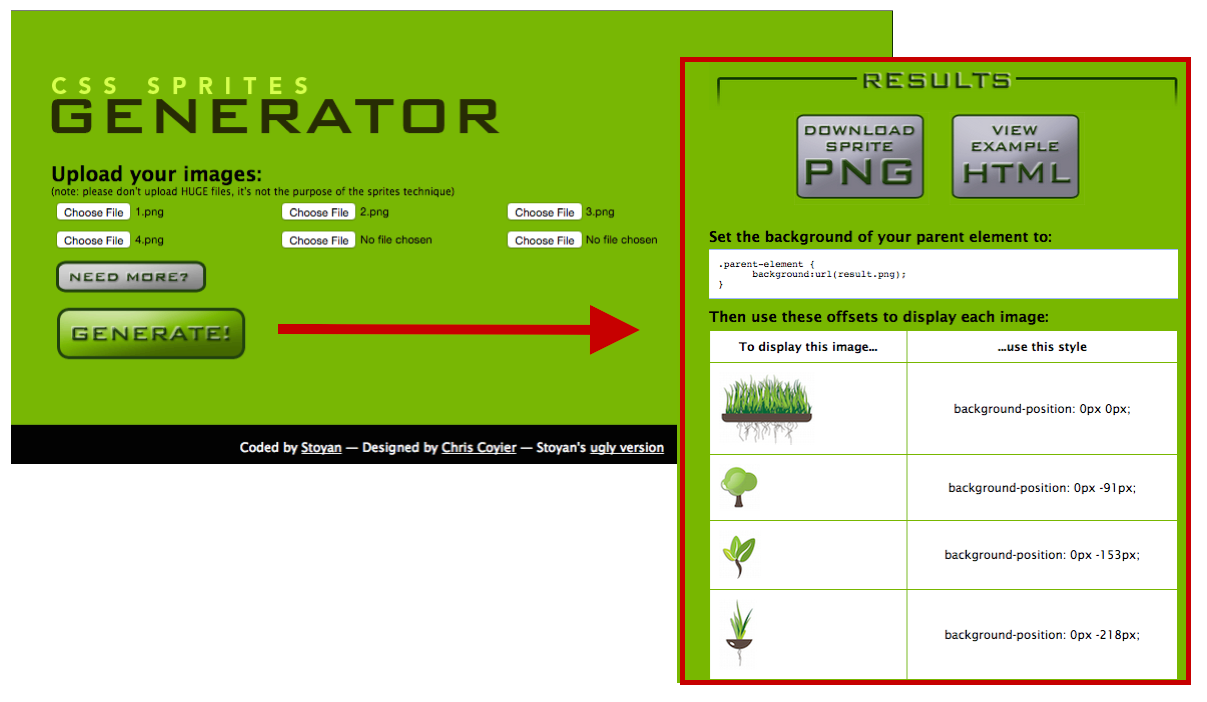 CSS SPRITES
GENERATOR
Upload your images:
(note: please don't upload HUGE files, it's not the purpose of the sprites technique)
Choose File 1.png
Choose File 2.png
Choose File 3.png
Choose File 4.png
Choose File No file chosen
Choose File No file chosen
NEED MORE?
GENERATE!
Coded by Stoyan — Designed by Chris Coyier — Stoyan's ugly version
RESULTS
DOWNLOAD
SPRITE
PNG
VIEW
EXAMPLE
HTML
Set the background of your parent element to:
.parent-element {
background:url(result.png);
}
Then use these offsets to display each image:
To display this image... ...use this style
background-position: 0px 0px;
background-position: 0px -91px;
background-position: 0px -153px;
background-position: 0px -218px;